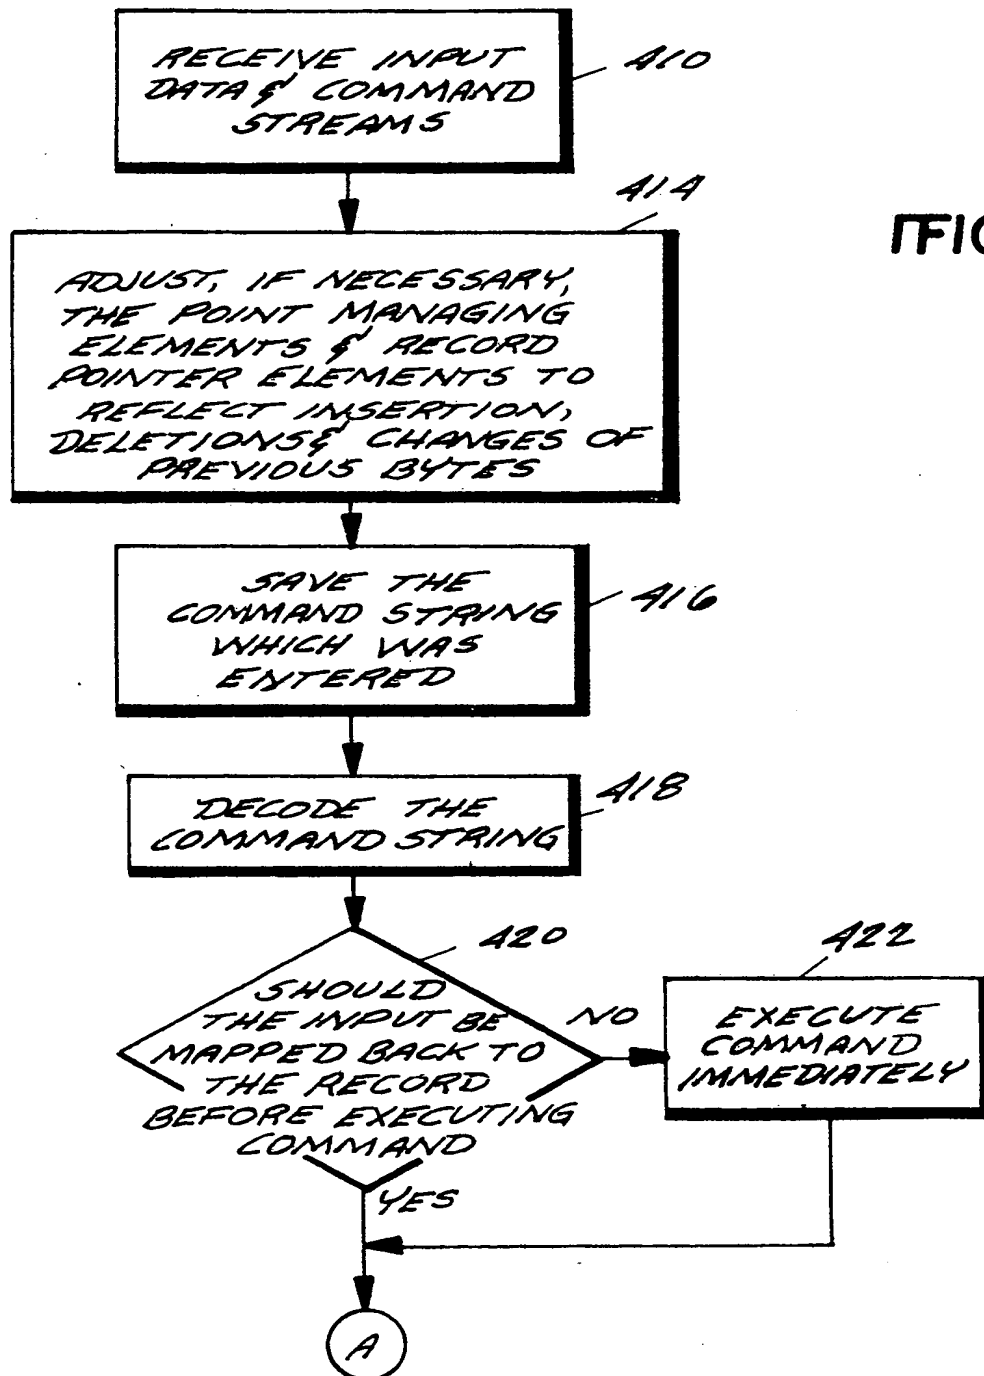 RECEIVE INPUT
DATA & COMMAND
STREAMS
410
414
FIG
ADJUST, IF NECESSARY,
THE POINT MANAGING
ELEMENTS & RECORD
POINTER ELEMENTS TO
REFLECT INSERTION,
DELETIONS & CHANGES OF
PREVIOUS BYTES
SAVE THE
COMMAND STRING
WHICH WAS
ENTERED
416
DECODE THE
COMMAND STRING
418
420
SHOULD
THE INPUT BE
MAPPED BACK TO
THE RECORD
BEFORE EXECUTING
COMMAND
NO
422
EXECUTE
COMMAND
IMMEDIATELY
YES
A